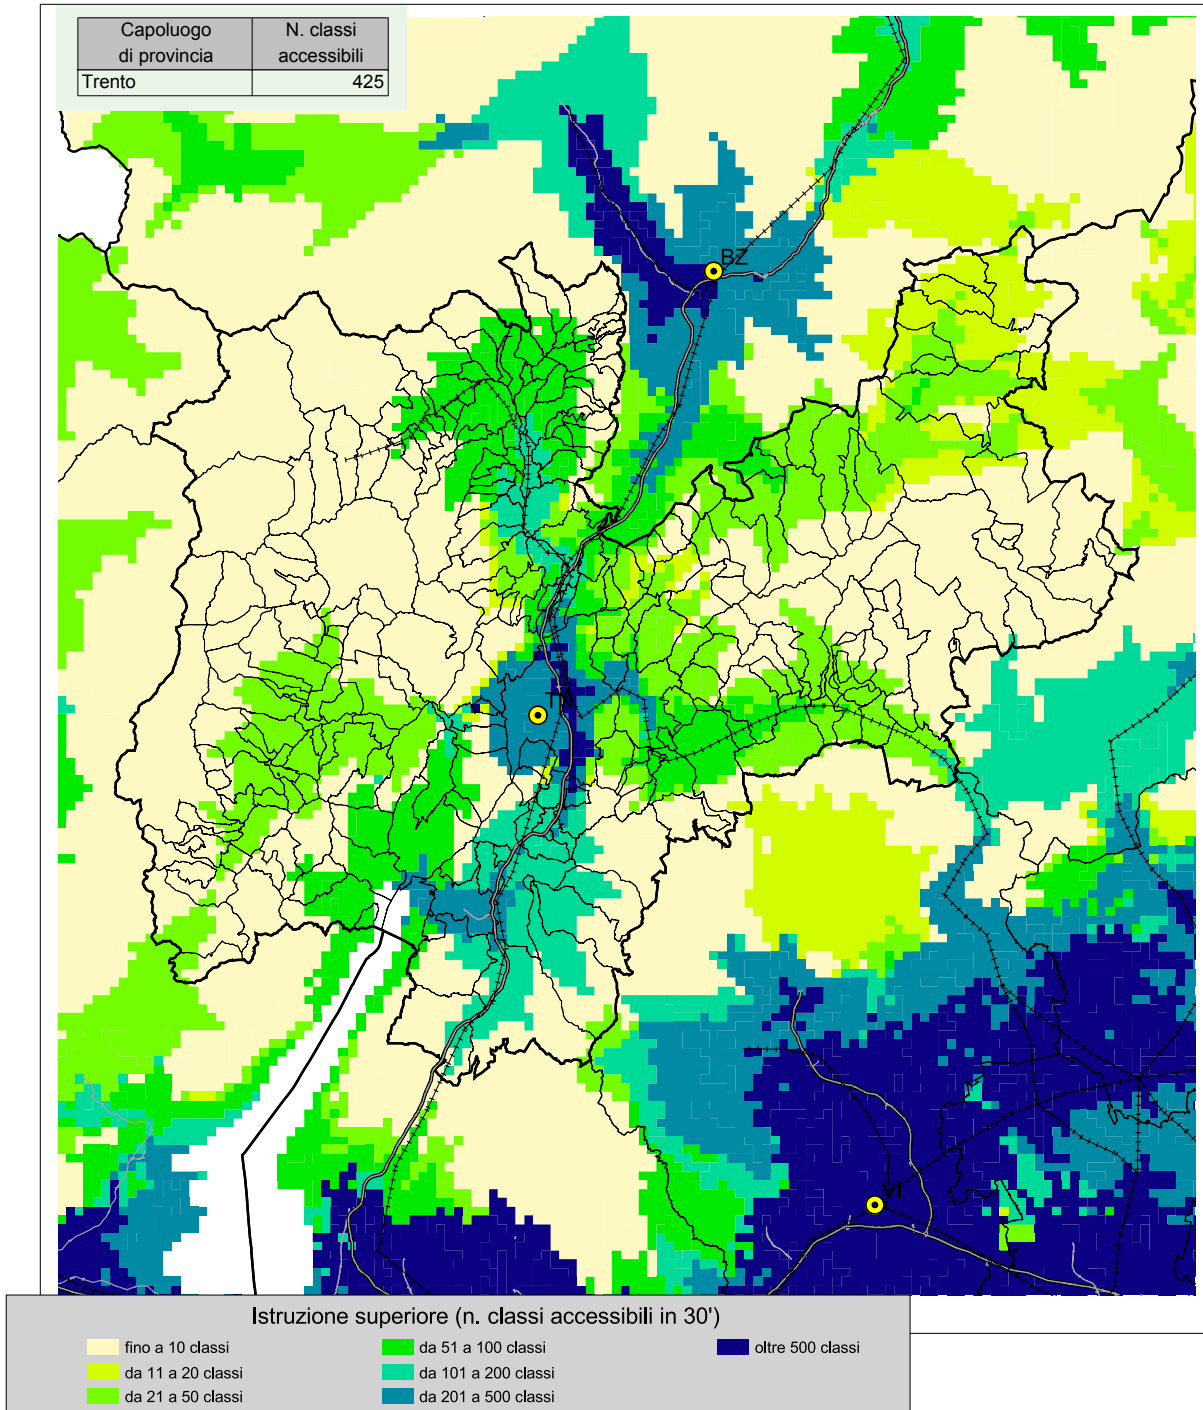 Capoluogo di provincia
N. classi accessibili
Trento 425
BZ
TN
VI
Istruzione superiore (n. classi accessibili in 30')
fino a 10 classi
da 11 a 20 classi
da 21 a 50 classi
da 51 a 100 classi
da 101 a 200 classi
da 201 a 500 classi
oltre 500 classi